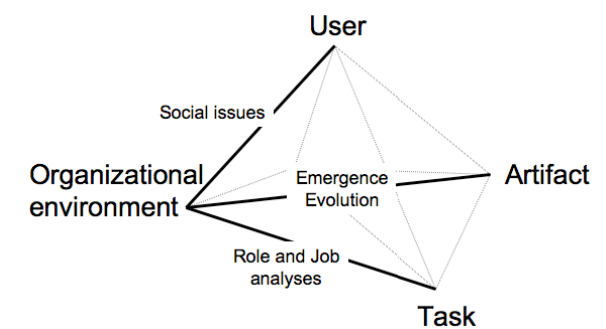 User
Social issues
Organizational
environment
Emergence
Evolution
Artifact
Role and Job
analyses
Task